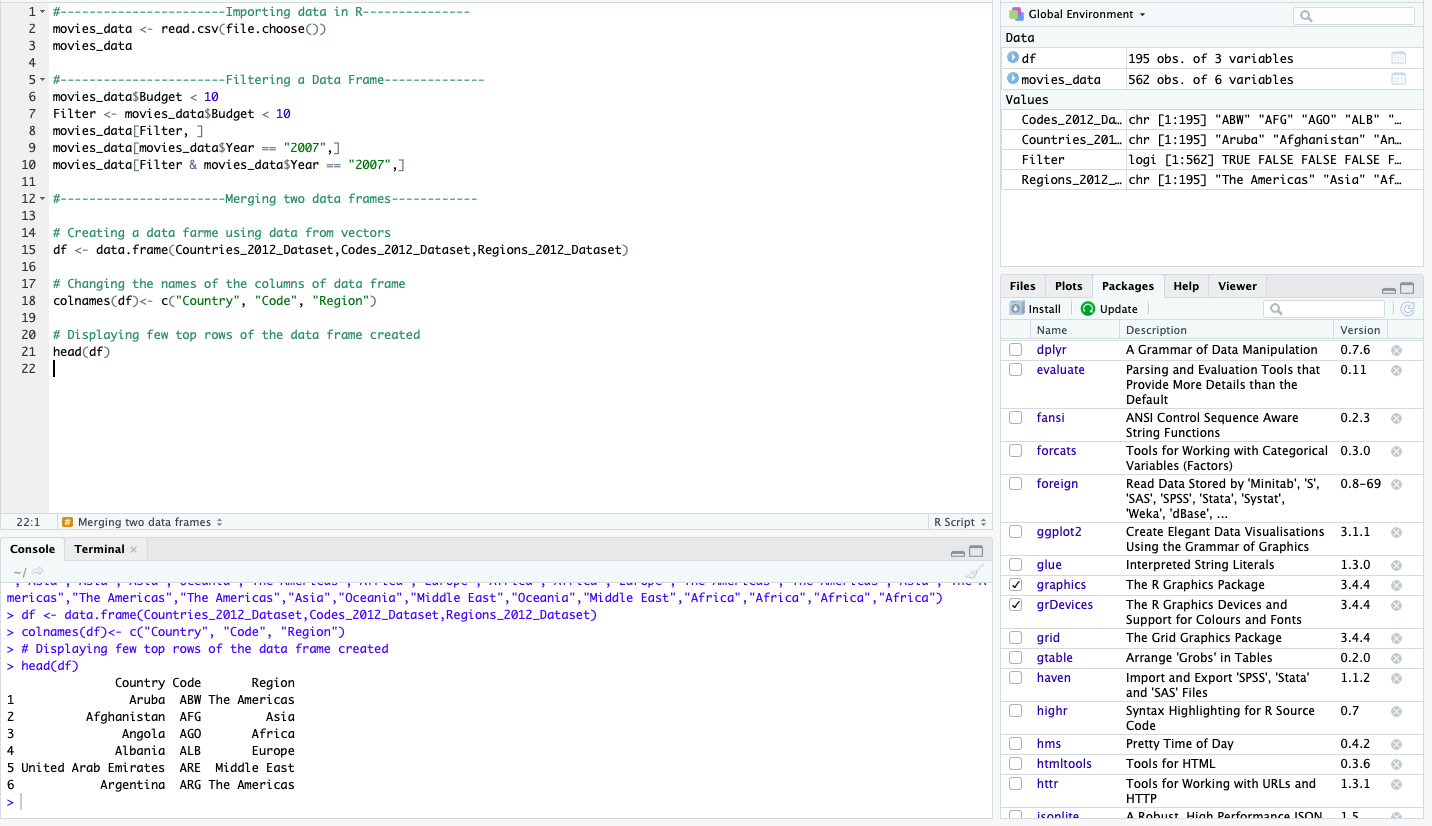 1 #-----------------------Importing data in R---------------
2 movies_data <- read.csv(file.choose())
3 movies_data
4
5 #-----------------------Filtering a Data Frame--------------
6 movies_data$Budget < 10
7 Filter <- movies_data$Budget < 10
8 movies_data[Filter, ]
9 movies_data[movies_data$Year == "2007",]
10 movies_data[Filter & movies_data$Year == "2007",]
11
12 #-----------------------Merging two data frames------------
13
14 # Creating a data farme using data from vectors
15 df <- data.frame(Countries_2012_Dataset,Codes_2012_Dataset,Regions_2012_Dataset)
16
17 # Changing the names of the columns of data frame
18 colnames(df)<- c("Country", "Code", "Region")
19
20 # Displaying few top rows of the data frame created
21 head(df)
22
22:1 # Merging two data frames R Script
Console Terminal ×
~/
mericas","The Americas","The Americas","Asia","Oceania","Middle East","Oceania","Middle East","Africa","Africa","Africa","Africa")
> df <- data.frame(Countries_2012_Dataset,Codes_2012_Dataset,Regions_2012_Dataset)
> colnames(df)<- c("Country", "Code", "Region")
> # Displaying few top rows of the data frame created
> head(df)
Country Code Region
1 Aruba ABW The Americas
2 Afghanistan AFG Asia
3 Angola AGO Africa
4 Albania ALB Europe
5 United Arab Emirates ARE Middle East
6 Argentina ARG The Americas
>
Global Environment
Data
df 195 obs. of 3 variables
movies_data 562 obs. of 6 variables
Values
Codes_2012_Da… chr [1:195] "ABW" "AFG" "AGO" "ALB" "…
Countries_201… chr [1:195] "Aruba" "Afghanistan" "An…
Filter logi [1:562] TRUE FALSE FALSE FALSE F…
Regions_2012_… chr [1:195] "The Americas" "Asia" "Af…
Files Plots Packages Help Viewer
Install Update
Name Description Version
dplyr A Grammar of Data Manipulation 0.7.6
evaluate Parsing and Evaluation Tools that 0.11
Provide More Details than the
Default
fansi ANSI Control Sequence Aware 0.2.3
String Functions
forcats Tools for Working with Categorical 0.3.0
Variables (Factors)
foreign Read Data Stored by 'Minitab', 'S', 0.8-69
'SAS', 'SPSS', 'Stata', 'Systat',
'Weka', 'dBase', ...
ggplot2 Create Elegant Data Visualisations 3.1.1
Using the Grammar of Graphics
glue Interpreted String Literals 1.3.0
graphics The R Graphics Package 3.4.4
grDevices The R Graphics Devices and 3.4.4
Support for Colours and Fonts
grid The Grid Graphics Package 3.4.4
gtable Arrange 'Grobs' in Tables 0.2.0
haven Import and Export 'SPSS', 'Stata' 1.1.2
and 'SAS' Files
highr Syntax Highlighting for R Source 0.7
Code
hms Pretty Time of Day 0.4.2
htmltools Tools for HTML 0.3.6
httr Tools for Working with URLs and 1.3.1
HTTP
jsonlite A Robust, High Performance JSON 1.5